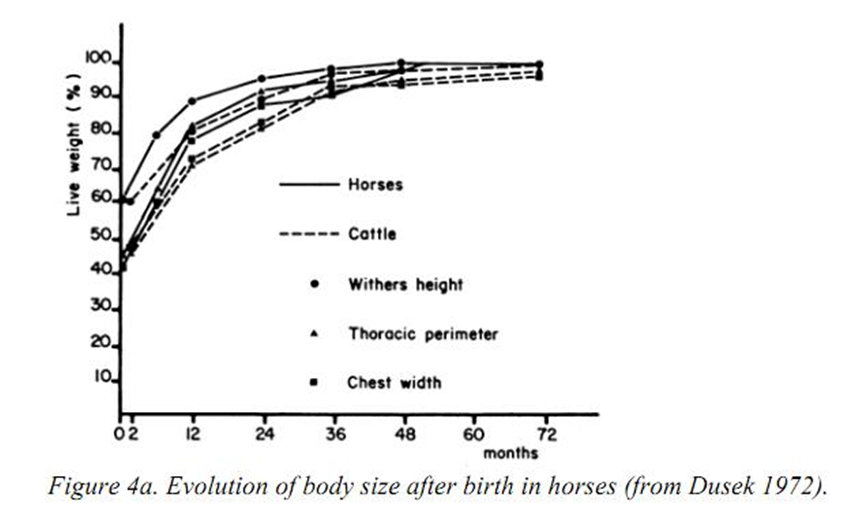 100
90
80
70
60
50
40
30
20
10
Live weight (%)
Horses
Cattle
Withers height
Thoracic perimeter
Chest width
0 2 12 24 36 48 60 72
months
Figure 4a. Evolution of body size after birth in horses (from Dusek 1972).